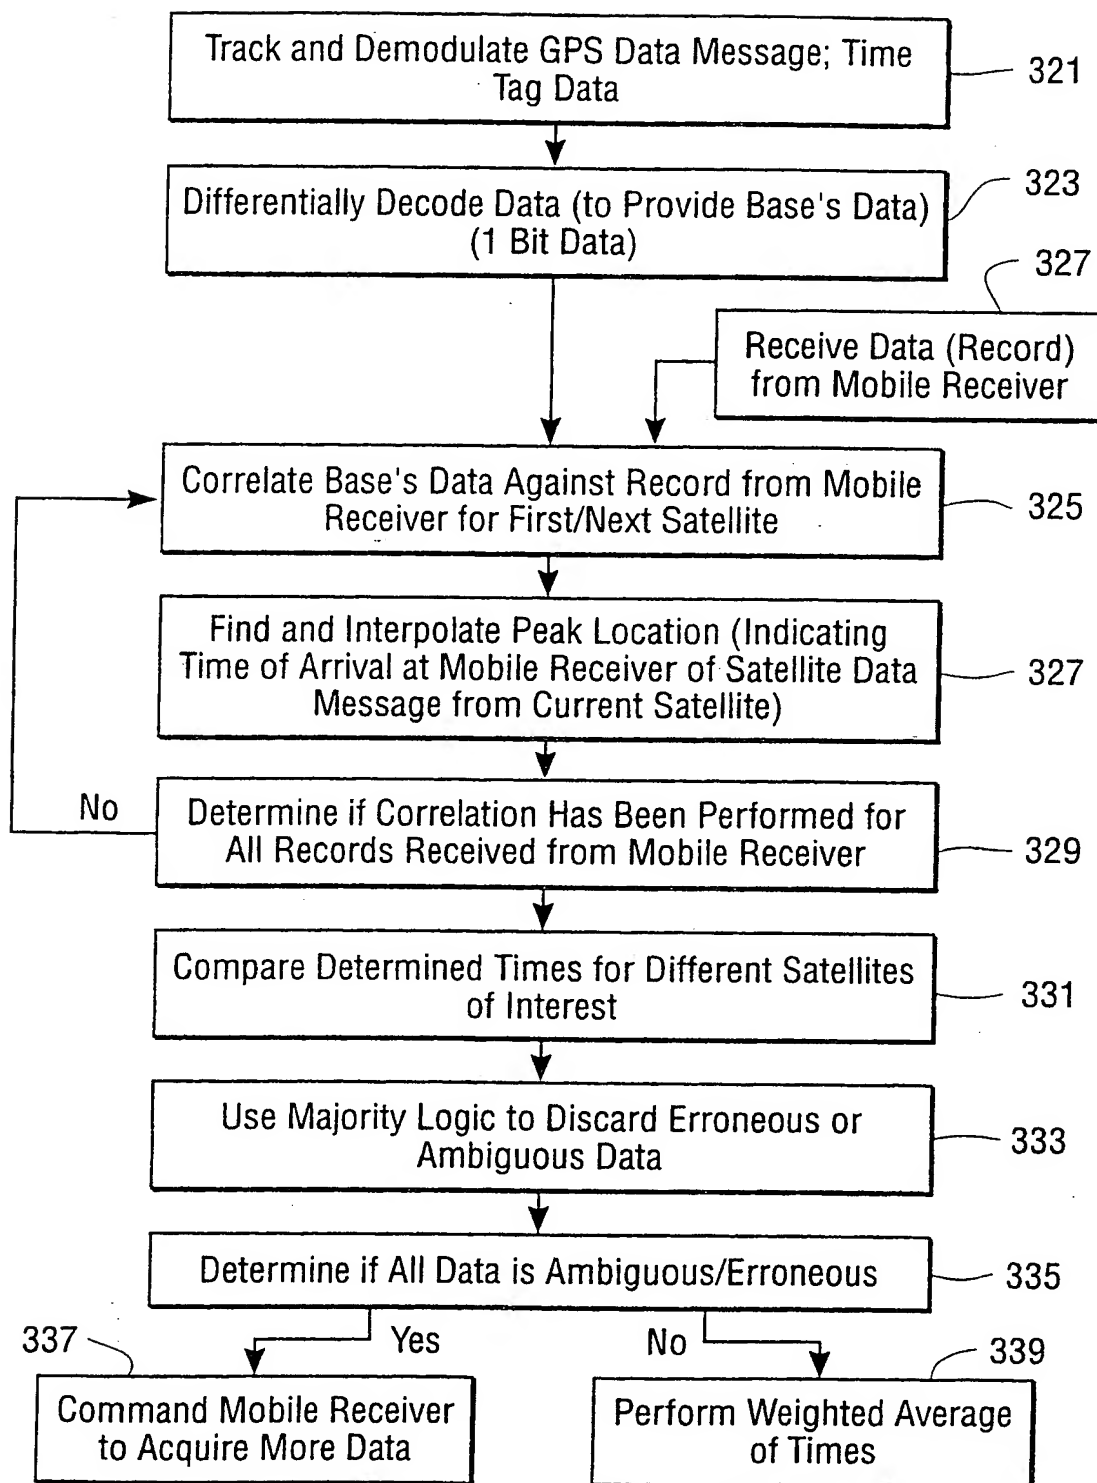 Track and Demodulate GPS Data Message; Time
Tag Data
321
Differentially Decode Data (to Provide Base's Data)
(1 Bit Data)
323
327
Receive Data (Record)
from Mobile Receiver
Correlate Base's Data Against Record from Mobile
Receiver for First/Next Satellite
325
Find and Interpolate Peak Location (Indicating
Time of Arrival at Mobile Receiver of Satellite Data
Message from Current Satellite)
327
No
Determine if Correlation Has Been Performed for
All Records Received from Mobile Receiver
329
Compare Determined Times for Different Satellites
of Interest
331
Use Majority Logic to Discard Erroneous or
Ambiguous Data
333
Determine if All Data is Ambiguous/Erroneous
335
337
Yes
No
339
Command Mobile Receiver
to Acquire More Data
Perform Weighted Average
of Times